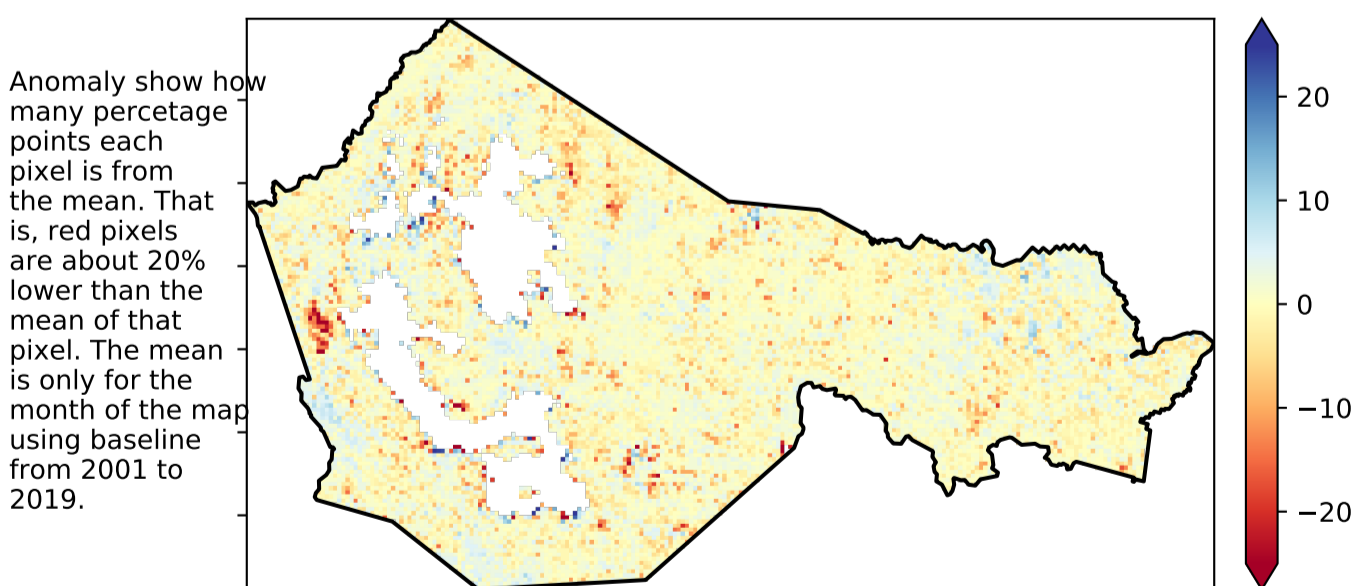 Anomaly show how
many percetage
points each
pixel is from
the mean. That
is, red pixels
are about 20%
lower than the
mean of that
pixel. The mean
is only for the
month of the map
using baseline
from 2001 to
2019.
20
10
0
−10
−20